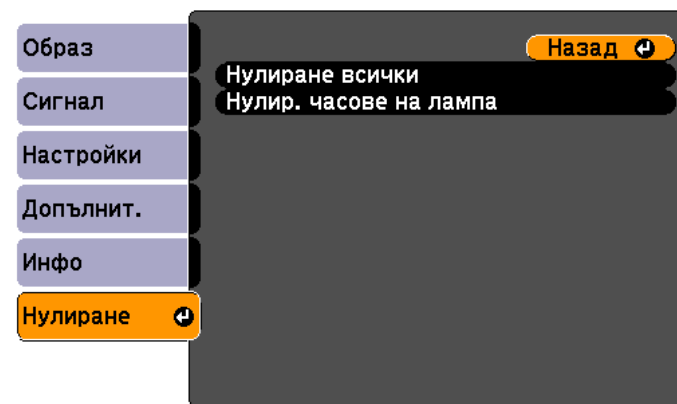 Образ
Сигнал
Настройки
Допълнит.
Инфо
Нулиране
Назад
Нулиране всички
Нулир. часове на лампа